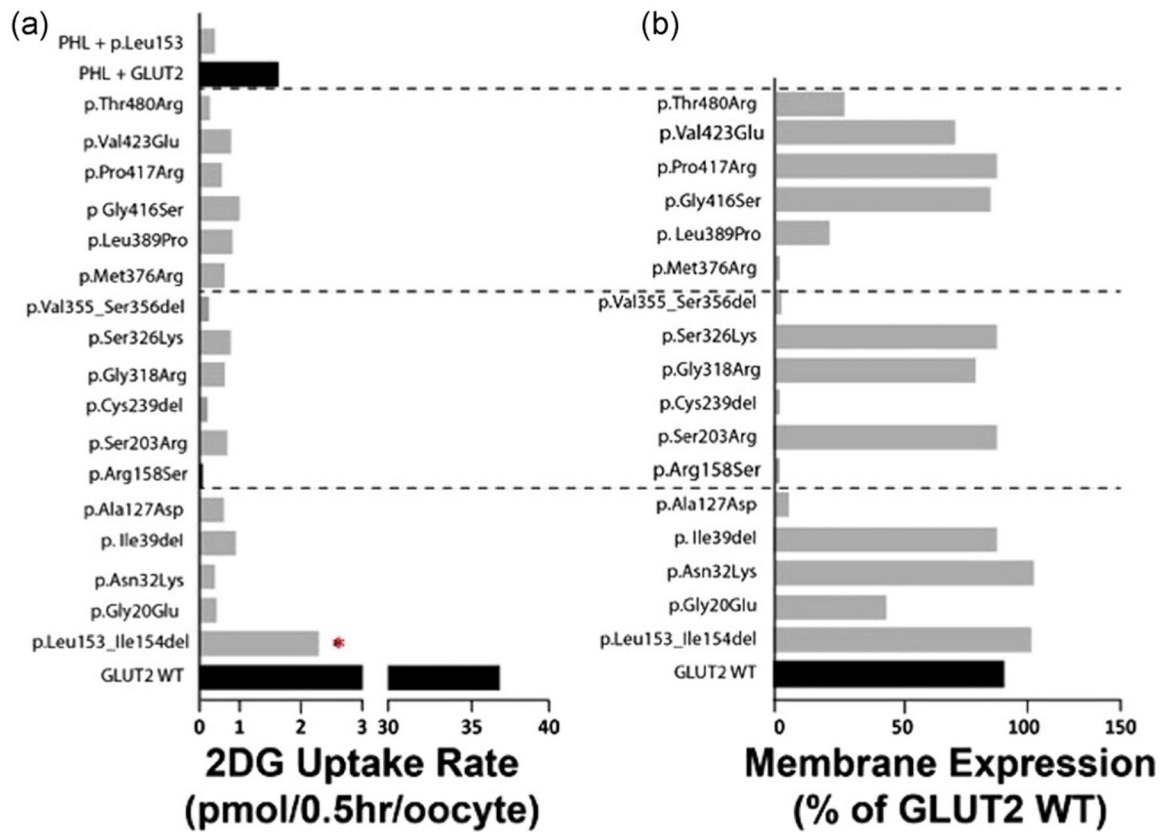 (a)
PHL + p.Leu153
PHL + GLUT2
p.Thr480Arg
p.Val423Glu
p.Pro417Arg
p Gly416Ser
p.Leu389Pro
p.Met376Arg
p.Val355_Ser356del
p.Ser326Lys
p.Gly318Arg
p.Cys239del
p.Ser203Arg
p.Arg158Ser
p.Ala127Asp
p. Ile39del
p.Asn32Lys
p.Gly20Glu
p.Leu153_Ile154del *
GLUT2 WT
0 1 2 3 30 35 40
2DG Uptake Rate
(pmol/0.5hr/oocyte)
(b)
p.Thr480Arg
p.Val423Glu
p.Pro417Arg
p.Gly416Ser
p. Leu389Pro
p.Met376Arg
p.Val355_Ser356del
p.Ser326Lys
p.Gly318Arg
p.Cys239del
p.Ser203Arg
p.Arg158Ser
p.Ala127Asp
p. Ile39del
p.Asn32Lys
p.Gly20Glu
p.Leu153_Ile154del
GLUT2 WT
0 50 100 150
Membrane Expression
(% of GLUT2 WT)